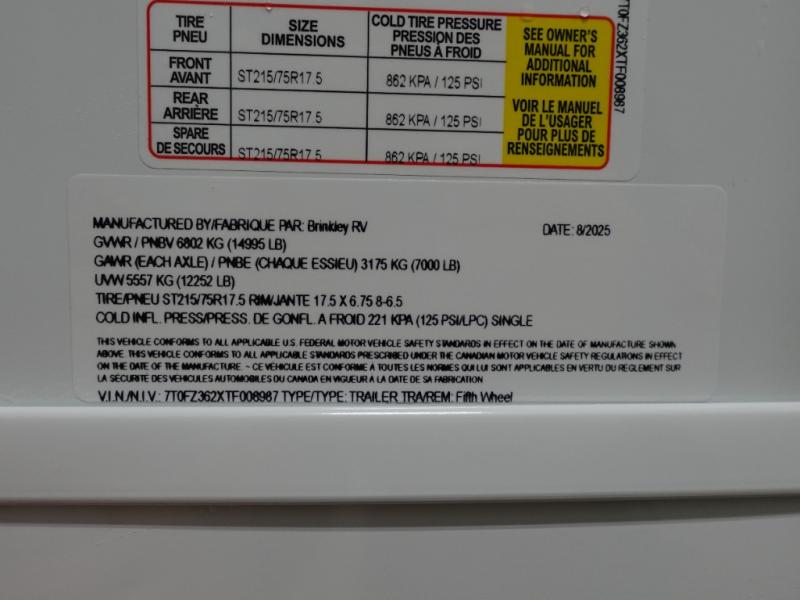 TIRE PNEU
SIZE DIMENSIONS
COLD TIRE PRESSURE PRESSION DES PNEUS À FROID
SEE OWNER'S MANUAL FOR ADDITIONAL INFORMATION
VOIR LE MANUEL DE L'USAGER POUR PLUS DE RENSEIGNEMENTS
FRONT AVANT ST215/75R17.5 862 KPA / 125 PSI
REAR ARRIÈRE ST215/75R17.5 862 KPA / 125 PSI
SPARE DE SECOURS ST215/75R17.5 862 KPA / 125 PSI
T0FZ362XTF008987
MANUFACTURED BY/FABRIQUE PAR: Brinkley RV DATE: 8/2025
GVWR / PNBV 6802 KG (14995 LB)
GAWR (EACH AXLE) / PNBE (CHAQUE ESSIEU) 3175 KG (7000 LB)
UVW 5557 KG (12252 LB)
TIRE/PNEU ST215/75R17.5 RIM/JANTE 17.5 X 6.75 8-6.5
COLD INFL. PRESS/PRESS. DE GONFL. A FROID 221 KPA (125 PSI/LPC) SINGLE
THIS VEHICLE CONFORMS TO ALL APPLICABLE U.S. FEDERAL MOTOR VEHICLE SAFETY STANDARDS IN EFFECT ON THE DATE OF MANUFACTURE SHOWN
ABOVE. THIS VEHICLE CONFORMS TO ALL APPLICABLE STANDARDS PRESCRIBED UNDER THE CANADIAN MOTOR VEHICLE SAFETY REGULATIONS IN EFFECT
ON THE DATE OF MANUFACTURE. ~ CE VEHICULE EST CONFORME A TOUTES LES NORMES QUI LUI SONT APPLICABLES EN VERTU DU REGLEMENT SUR
LA SECURITE DES VEHICULES AUTOMOBILES DU CANADA EN VIGUEUR A LA DATE DE SA FABRICATION
V.I.N./N.I.V.: 7T0FZ362XTF008987 TYPE/TYPE: TRAILER TRA/REM: Fifth Wheel